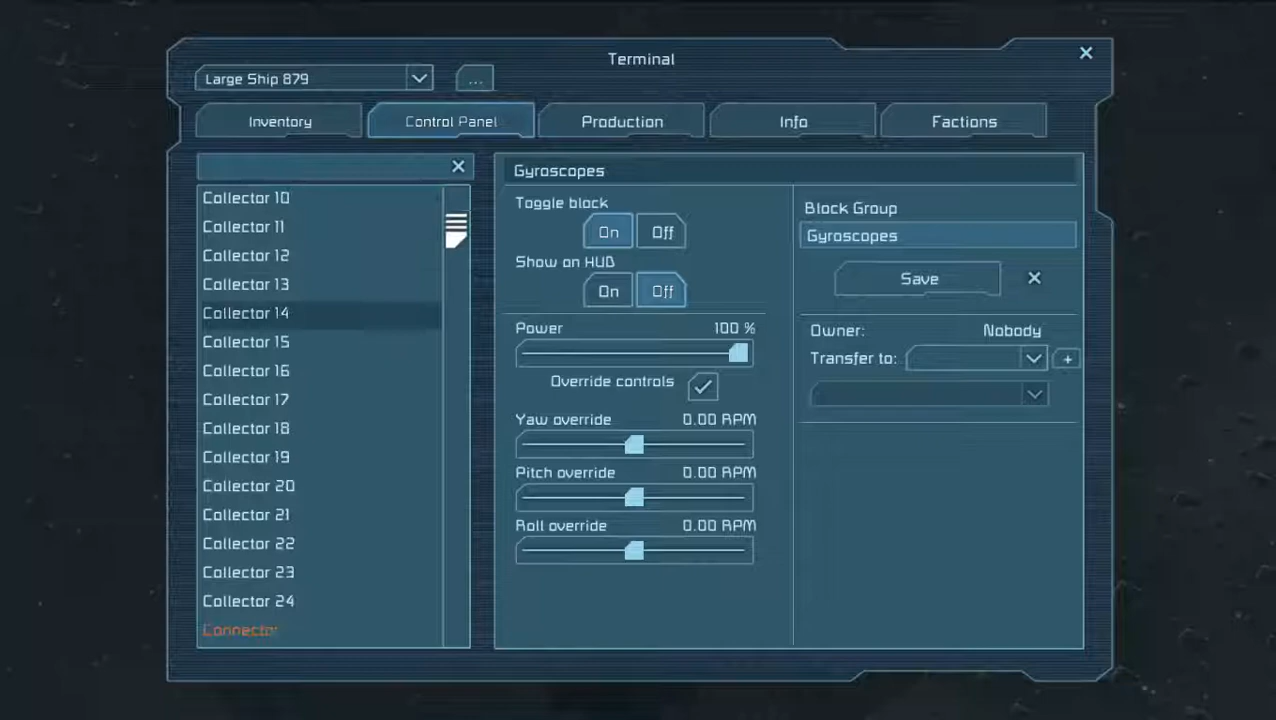 Terminal
Large Ship 879
...
Inventory
Control Panel
Production
Info
Factions
Collector 10
Collector 11
Collector 12
Collector 13
Collector 14
Collector 15
Collector 16
Collector 17
Collector 18
Collector 19
Collector 20
Collector 21
Collector 22
Collector 23
Collector 24
Connector
Gyroscopes
Toggle block
On Off
Show on HUD
On Off
Power 100 %
Override controls
Yaw override 0.00 RPM
Pitch override 0.00 RPM
Roll override 0.00 RPM
Block Group
Gyroscopes
Save
Owner: Nobody
Transfer to: